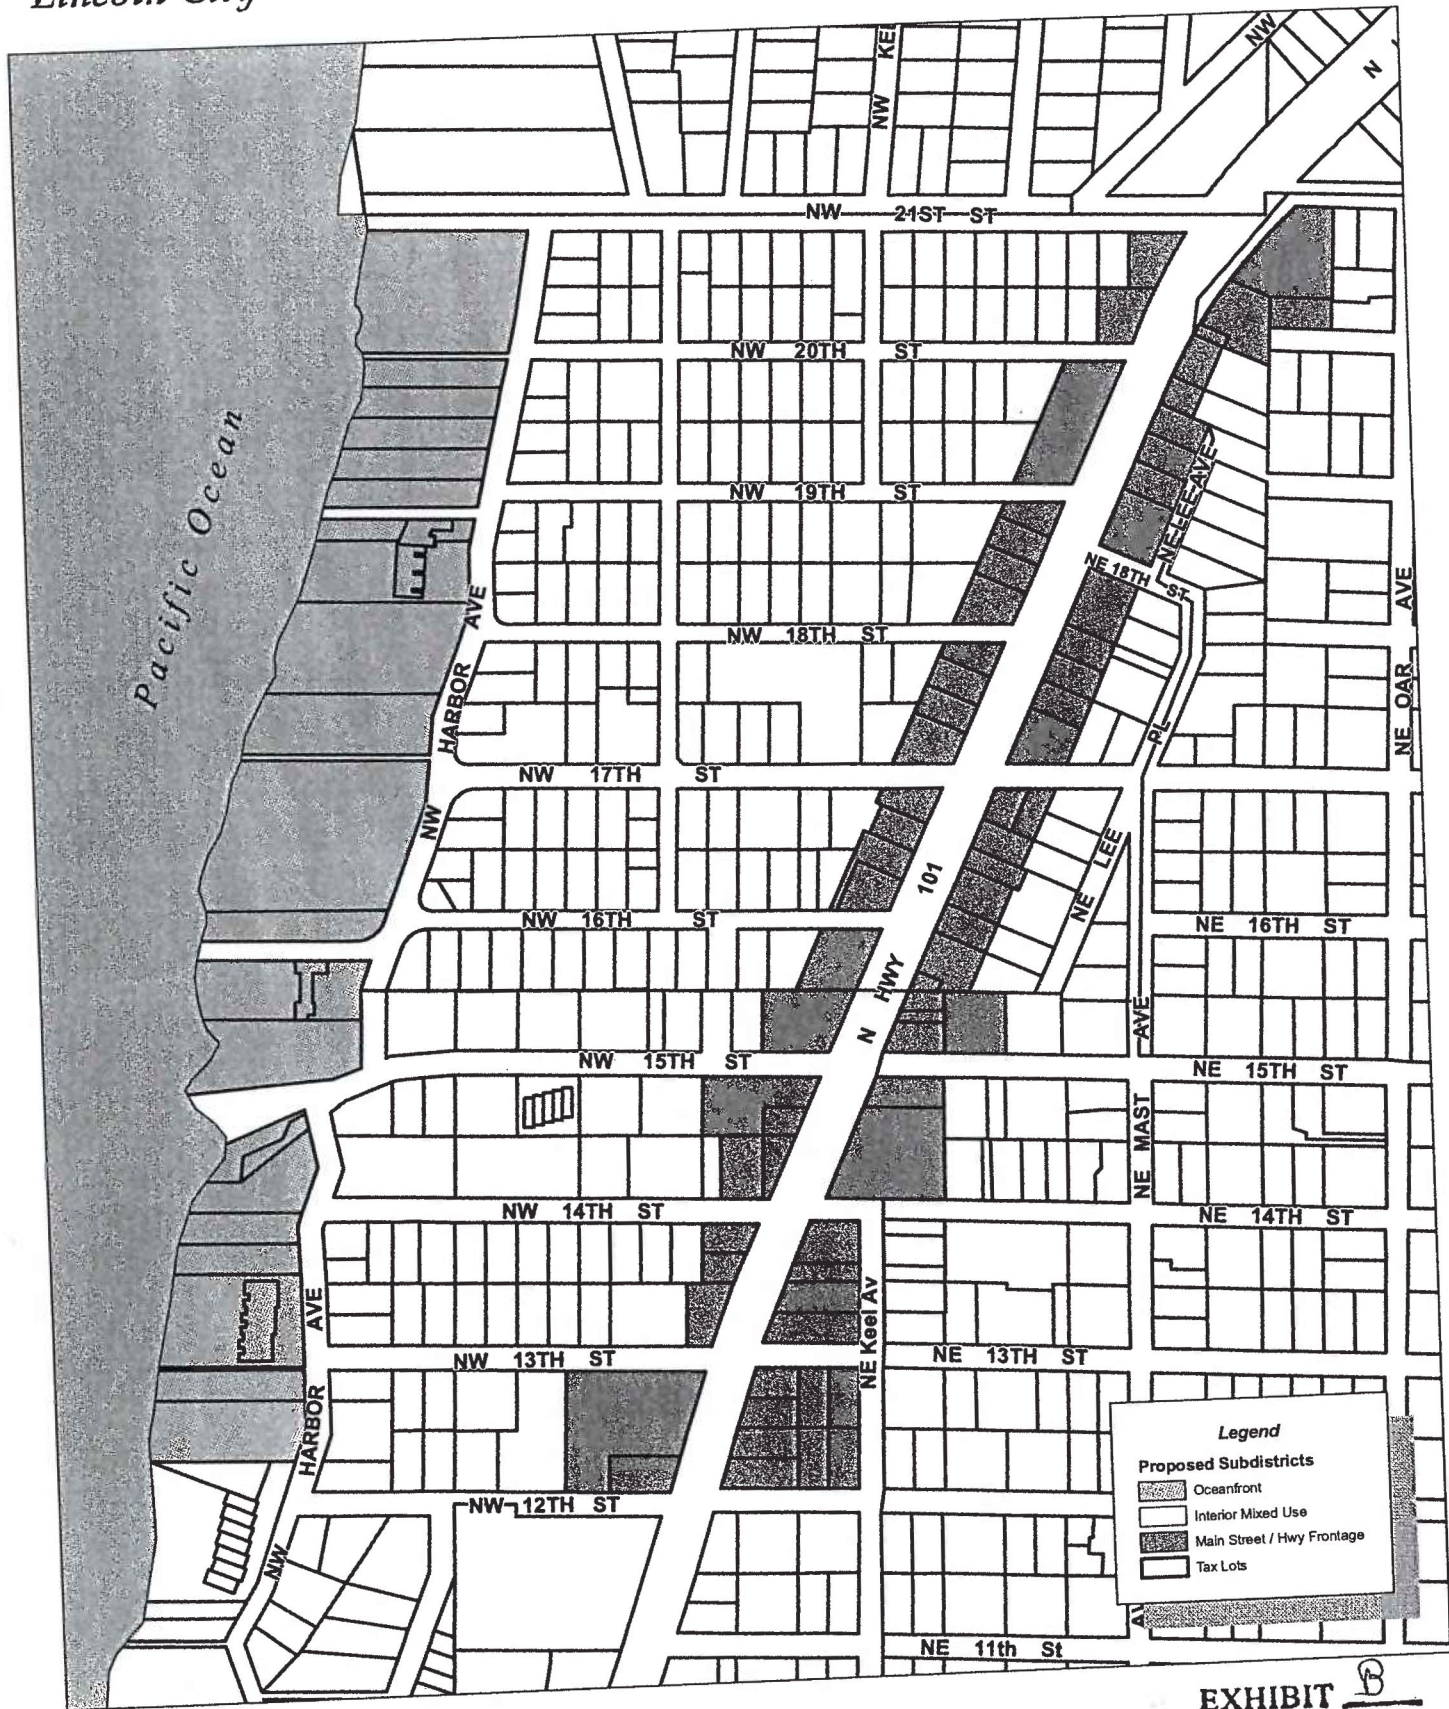 Lincoln City
NW
N
NW KEE
NW 21ST ST
NW 20TH ST
Pacific Ocean
NW 19TH ST
NE LEE AVE
NE 18TH ST
AVE
NW 18TH ST
HARBOR
NE OAR AVE
PL
NW 17TH ST
NW
NE LEE
101
NW 16TH ST
NE 16TH ST
N HWY
AVE
NW 15TH ST
NE 15TH ST
NE MAST
NW 14TH ST
NE 14TH ST
AVE
NE Keel Av
NW 13TH ST
NE 13TH ST
HARBOR
NW 12TH ST
NW
Legend
Proposed Subdistricts
Oceanfront
Interior Mixed Use
Main Street / Hwy Frontage
Tax Lots
NE 11th St
EXHIBIT B